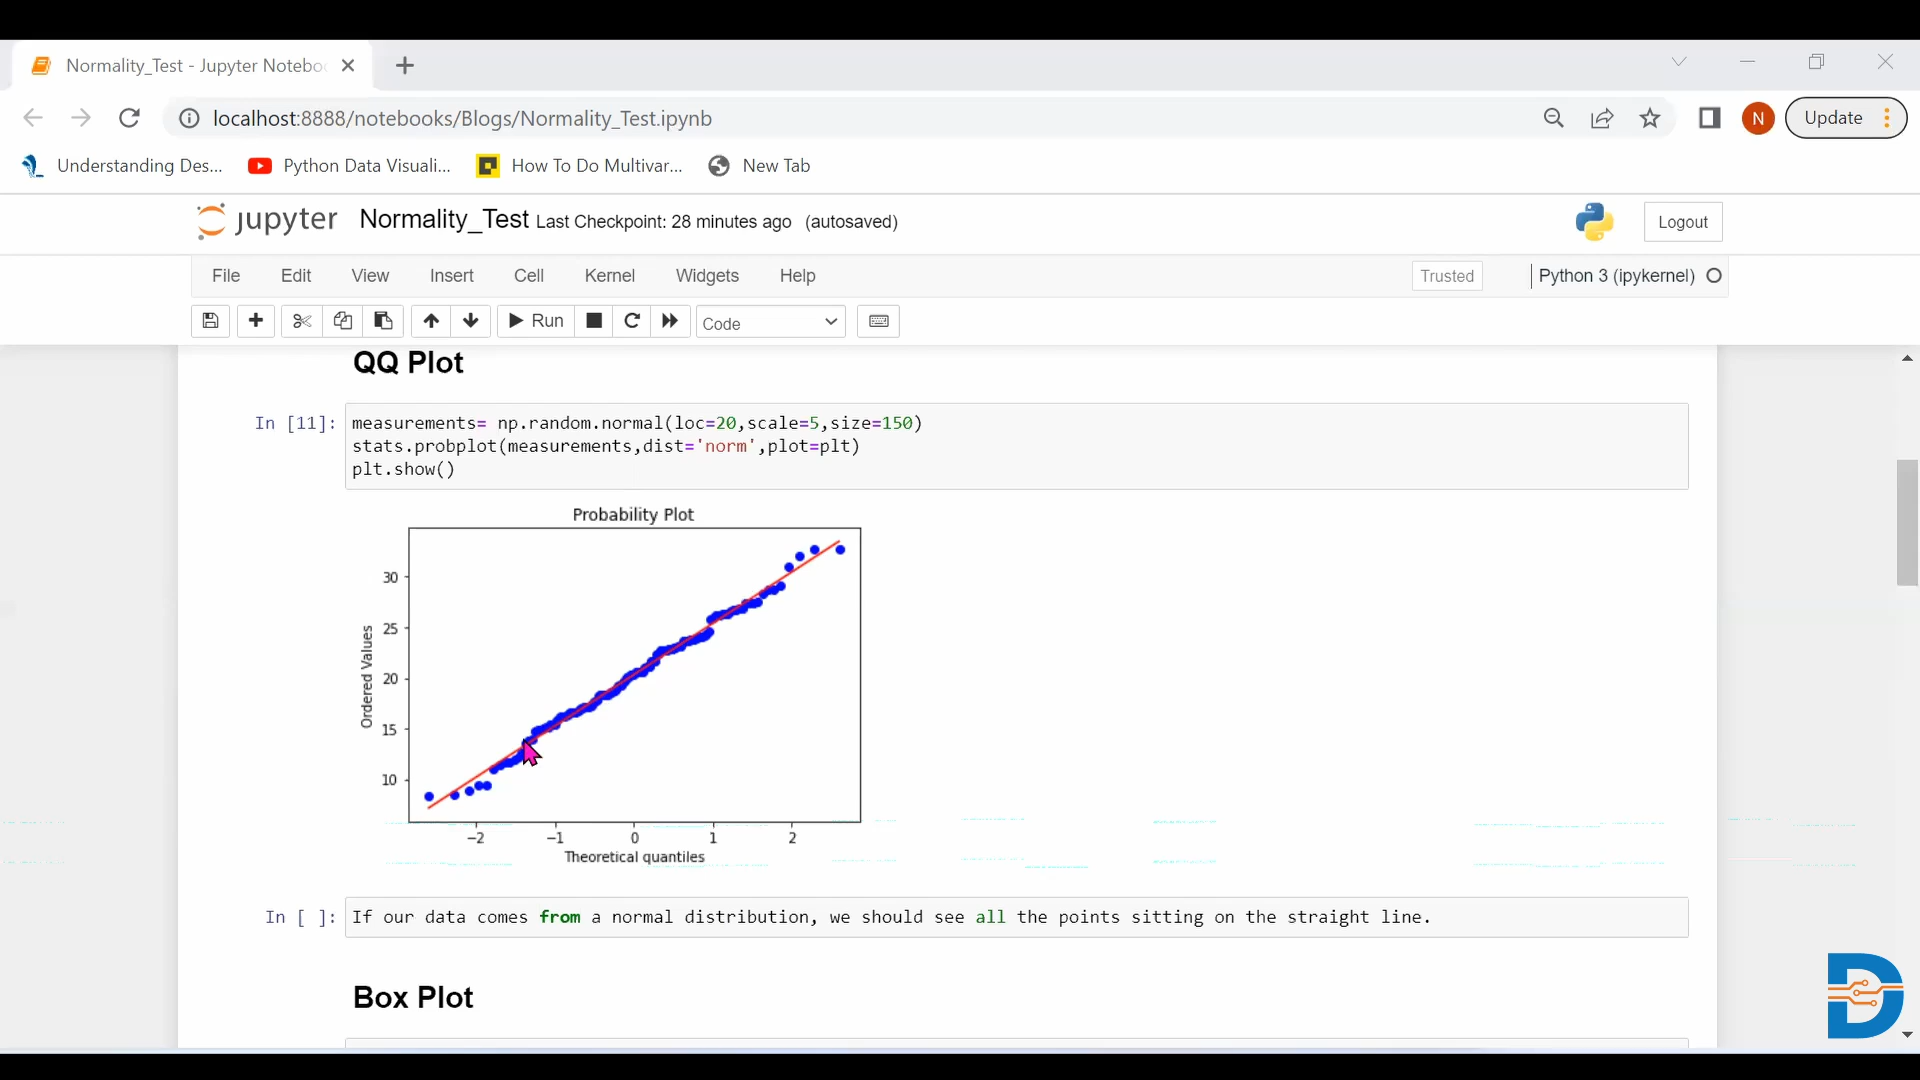 Normality_Test - Jupyter Notebo
localhost:8888/notebooks/Blogs/Normality_Test.ipynb
N
Update
Understanding Des...
Python Data Visuali...
How To Do Multivar...
New Tab
jupyter
Normality_Test Last Checkpoint: 28 minutes ago (autosaved)
Logout
File Edit View Insert Cell Kernel Widgets Help
Trusted
Python 3 (ipykernel)
Run
Code
QQ Plot
In [11]:
measurements= np.random.normal(loc=20,scale=5,size=150)
stats.probplot(measurements,dist='norm',plot=plt)
plt.show()
Probability Plot
30
25
20
15
10
Ordered Values
−2 −1 0 1 2
Theoretical quantiles
In [ ]:
If our data comes from a normal distribution, we should see all the points sitting on the straight line.
Box Plot
D